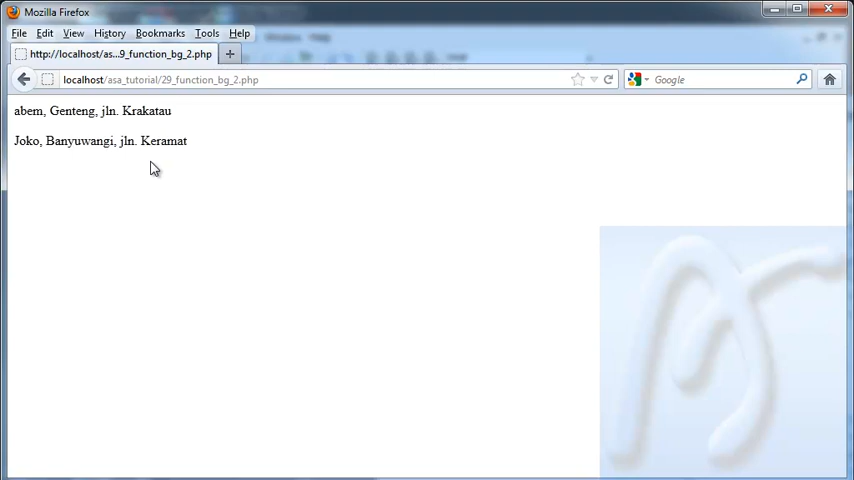 Mozilla Firefox
File Edit View History Bookmarks Tools Help
http://localhost/as...9_function_bg_2.php
localhost/asa_tutorial/29_function_bg_2.php
Google
abem, Genteng, jln. Krakatau
Joko, Banyuwangi, jln. Keramat